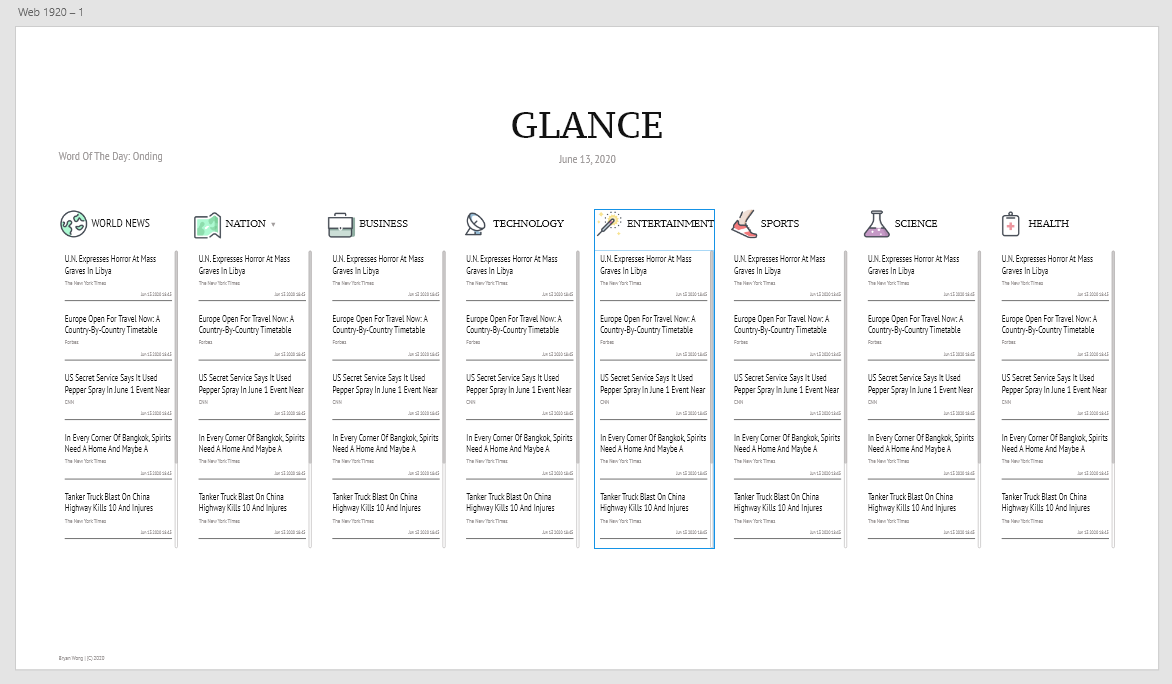 Web 1920 – 1
GLANCE
Word Of The Day: Onding
June 13, 2020
WORLD NEWS
U.N. Expresses Horror At Mass
Graves In Libya
The New York Times
Jun 13 2020 16:45
Europe Open For Travel Now: A
Country-By-Country Timetable
Forbes
Jun 13 2020 16:45
US Secret Service Says It Used
Pepper Spray In June 1 Event Near
CNN
Jun 13 2020 16:45
In Every Corner Of Bangkok, Spirits
Need A Home And Maybe A
The New York Times
Jun 13 2020 16:45
Tanker Truck Blast On China
Highway Kills 10 And Injures
The New York Times
Jun 13 2020 16:45
NATION
U.N. Expresses Horror At Mass
Graves In Libya
The New York Times
Jun 13 2020 16:45
Europe Open For Travel Now: A
Country-By-Country Timetable
Forbes
Jun 13 2020 16:45
US Secret Service Says It Used
Pepper Spray In June 1 Event Near
CNN
Jun 13 2020 16:45
In Every Corner Of Bangkok, Spirits
Need A Home And Maybe A
The New York Times
Jun 13 2020 16:45
Tanker Truck Blast On China
Highway Kills 10 And Injures
The New York Times
Jun 13 2020 16:45
BUSINESS
U.N. Expresses Horror At Mass
Graves In Libya
The New York Times
Jun 13 2020 16:45
Europe Open For Travel Now: A
Country-By-Country Timetable
Forbes
Jun 13 2020 16:45
US Secret Service Says It Used
Pepper Spray In June 1 Event Near
CNN
Jun 13 2020 16:45
In Every Corner Of Bangkok, Spirits
Need A Home And Maybe A
The New York Times
Jun 13 2020 16:45
Tanker Truck Blast On China
Highway Kills 10 And Injures
The New York Times
Jun 13 2020 16:45
TECHNOLOGY
U.N. Expresses Horror At Mass
Graves In Libya
The New York Times
Jun 13 2020 16:45
Europe Open For Travel Now: A
Country-By-Country Timetable
Forbes
Jun 13 2020 16:45
US Secret Service Says It Used
Pepper Spray In June 1 Event Near
CNN
Jun 13 2020 16:45
In Every Corner Of Bangkok, Spirits
Need A Home And Maybe A
The New York Times
Jun 13 2020 16:45
Tanker Truck Blast On China
Highway Kills 10 And Injures
The New York Times
Jun 13 2020 16:45
ENTERTAINMENT
U.N. Expresses Horror At Mass
Graves In Libya
The New York Times
Jun 13 2020 16:45
Europe Open For Travel Now: A
Country-By-Country Timetable
Forbes
Jun 13 2020 16:45
US Secret Service Says It Used
Pepper Spray In June 1 Event Near
CNN
Jun 13 2020 16:45
In Every Corner Of Bangkok, Spirits
Need A Home And Maybe A
The New York Times
Jun 13 2020 16:45
Tanker Truck Blast On China
Highway Kills 10 And Injures
The New York Times
Jun 13 2020 16:45
SPORTS
U.N. Expresses Horror At Mass
Graves In Libya
The New York Times
Jun 13 2020 16:45
Europe Open For Travel Now: A
Country-By-Country Timetable
Forbes
Jun 13 2020 16:45
US Secret Service Says It Used
Pepper Spray In June 1 Event Near
CNN
Jun 13 2020 16:45
In Every Corner Of Bangkok, Spirits
Need A Home And Maybe A
The New York Times
Jun 13 2020 16:45
Tanker Truck Blast On China
Highway Kills 10 And Injures
The New York Times
Jun 13 2020 16:45
SCIENCE
U.N. Expresses Horror At Mass
Graves In Libya
The New York Times
Jun 13 2020 16:45
Europe Open For Travel Now: A
Country-By-Country Timetable
Forbes
Jun 13 2020 16:45
US Secret Service Says It Used
Pepper Spray In June 1 Event Near
CNN
Jun 13 2020 16:45
In Every Corner Of Bangkok, Spirits
Need A Home And Maybe A
The New York Times
Jun 13 2020 16:45
Tanker Truck Blast On China
Highway Kills 10 And Injures
The New York Times
Jun 13 2020 16:45
HEALTH
U.N. Expresses Horror At Mass
Graves In Libya
The New York Times
Jun 13 2020 16:45
Europe Open For Travel Now: A
Country-By-Country Timetable
Forbes
Jun 13 2020 16:45
US Secret Service Says It Used
Pepper Spray In June 1 Event Near
CNN
Jun 13 2020 16:45
In Every Corner Of Bangkok, Spirits
Need A Home And Maybe A
The New York Times
Jun 13 2020 16:45
Tanker Truck Blast On China
Highway Kills 10 And Injures
The New York Times
Jun 13 2020 16:45
Bryan Wong | (C) 2020